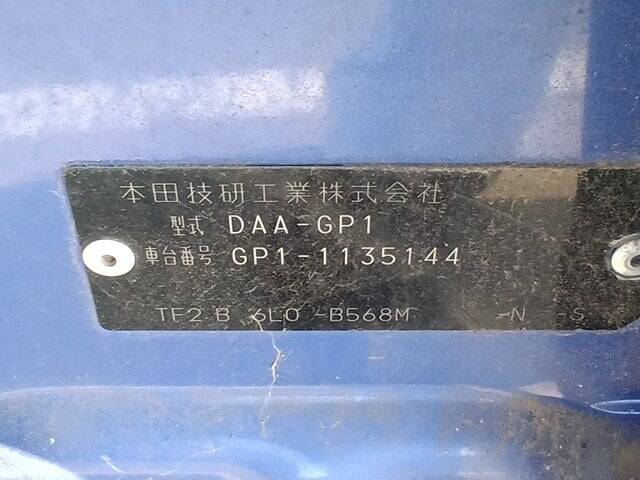 本田技研工業株式会社
型式 DAA-GP1
車台番号 GP1-1135144
TF2 B 6L0 -B568M -N -S